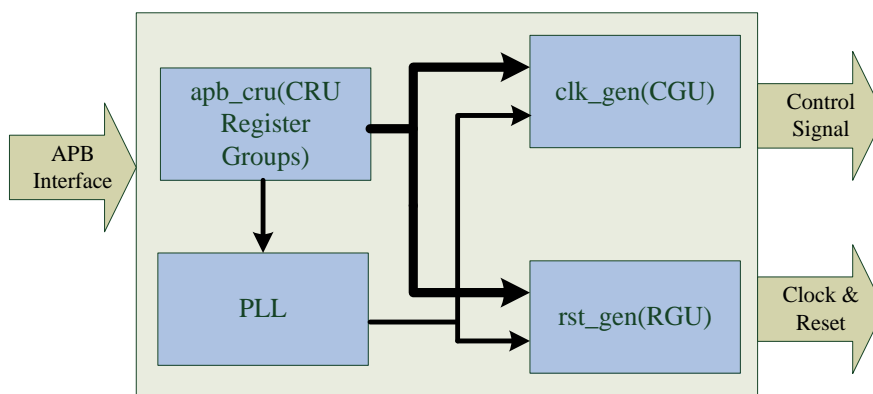 APB
Interface
apb_cru(CRU
Register
Groups)
PLL
clk_gen(CGU)
rst_gen(RGU)
Control
Signal
Clock &
Reset